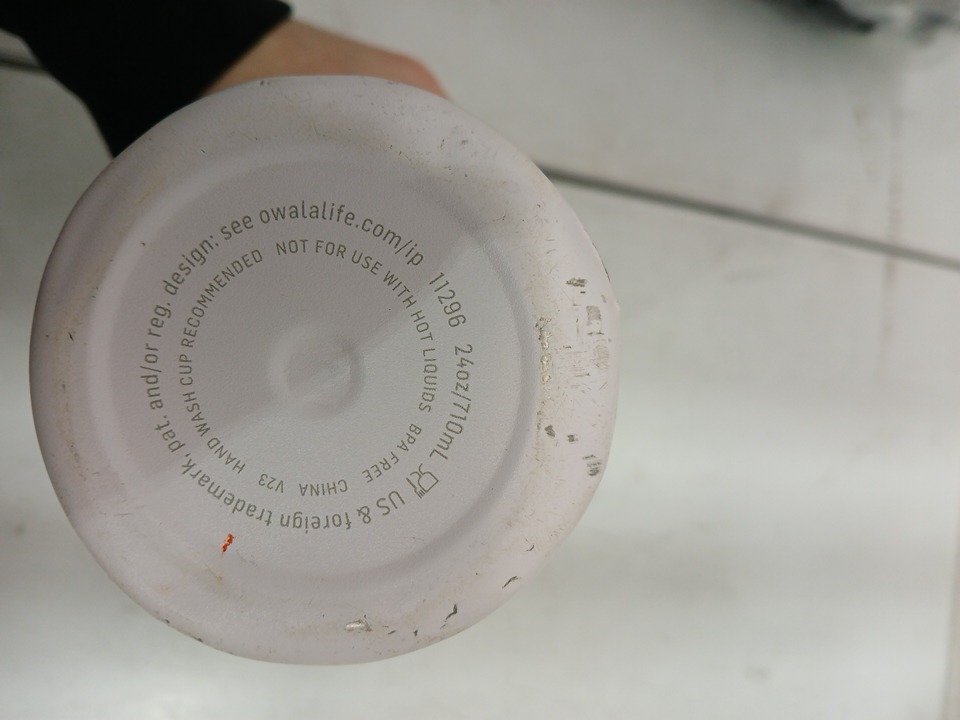 US & foreign trademark, pat. and/or reg. design: see owalalife.com/ip 11296 24oz/710mL
HAND WASH CUP RECOMMENDED NOT FOR USE WITH HOT LIQUIDS BPA FREE CHINA V23